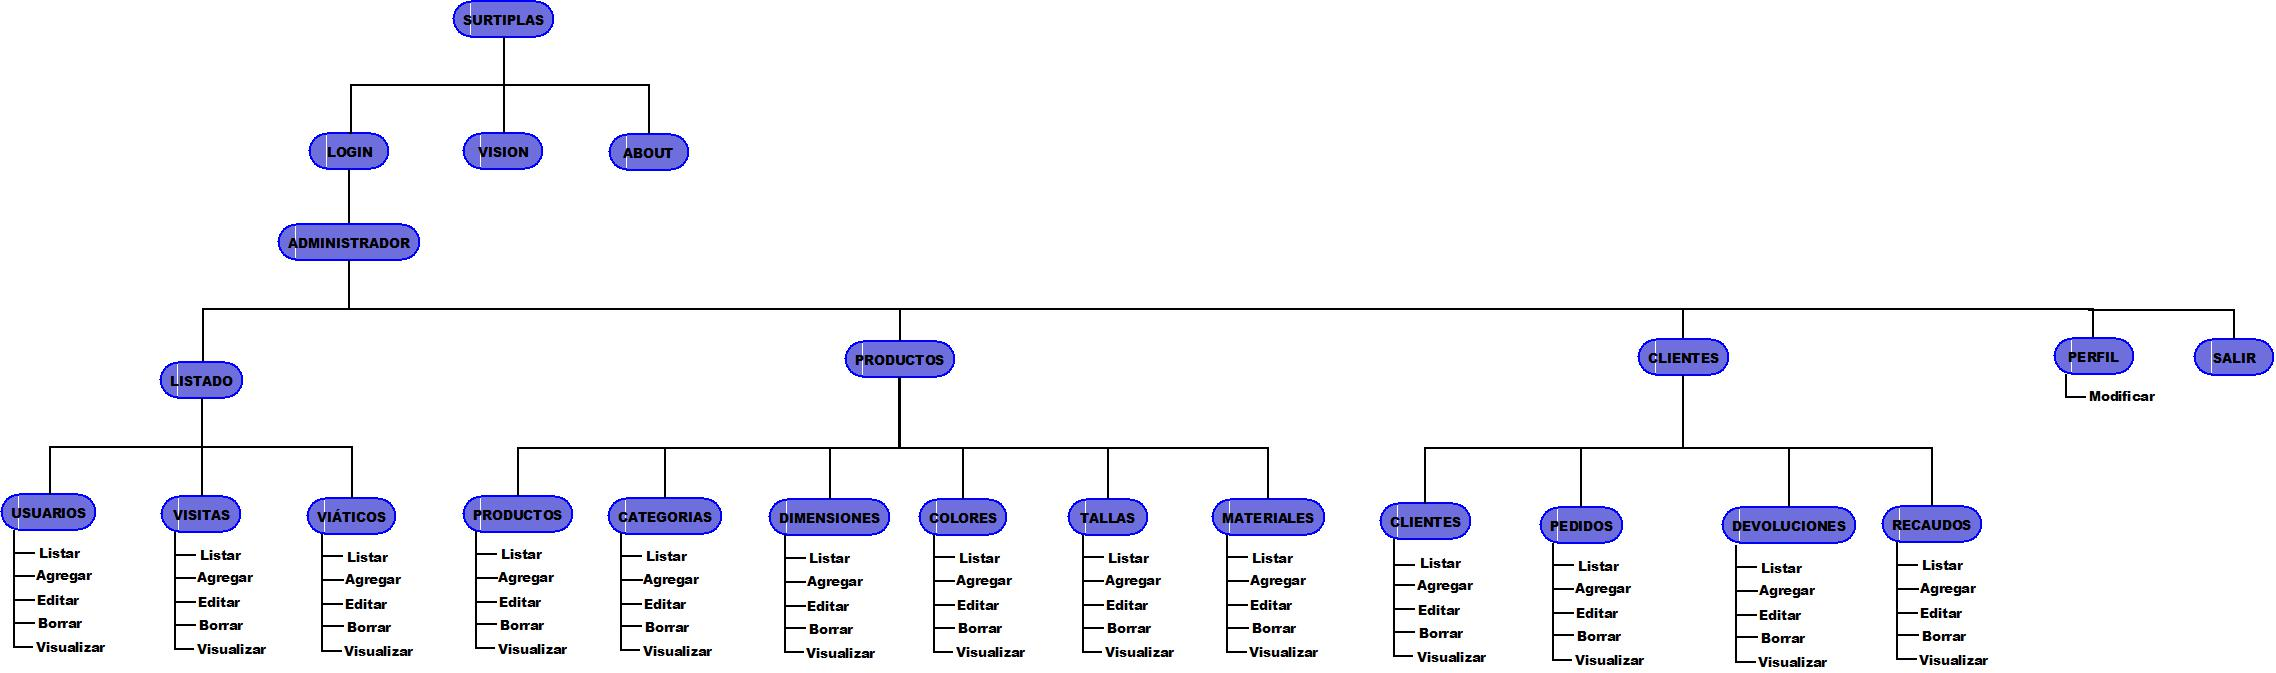 SURTIPLAS
LOGIN
VISION
ABOUT
ADMINISTRADOR
LISTADO
PRODUCTOS
CLIENTES
PERFIL
SALIR
Modificar
USUARIOS
Listar
Agregar
Editar
Borrar
Visualizar
VISITAS
Listar
Agregar
Editar
Borrar
Visualizar
VIÁTICOS
Listar
Agregar
Editar
Borrar
Visualizar
PRODUCTOS
Listar
Agregar
Editar
Borrar
Visualizar
CATEGORIAS
Listar
Agregar
Editar
Borrar
Visualizar
DIMENSIONES
Listar
Agregar
Editar
Borrar
Visualizar
COLORES
Listar
Agregar
Editar
Borrar
Visualizar
TALLAS
Listar
Agregar
Editar
Borrar
Visualizar
MATERIALES
Listar
Agregar
Editar
Borrar
Visualizar
CLIENTES
Listar
Agregar
Editar
Borrar
Visualizar
PEDIDOS
Listar
Agregar
Editar
Borrar
Visualizar
DEVOLUCIONES
Listar
Agregar
Editar
Borrar
Visualizar
RECAUDOS
Listar
Agregar
Editar
Borrar
Visualizar